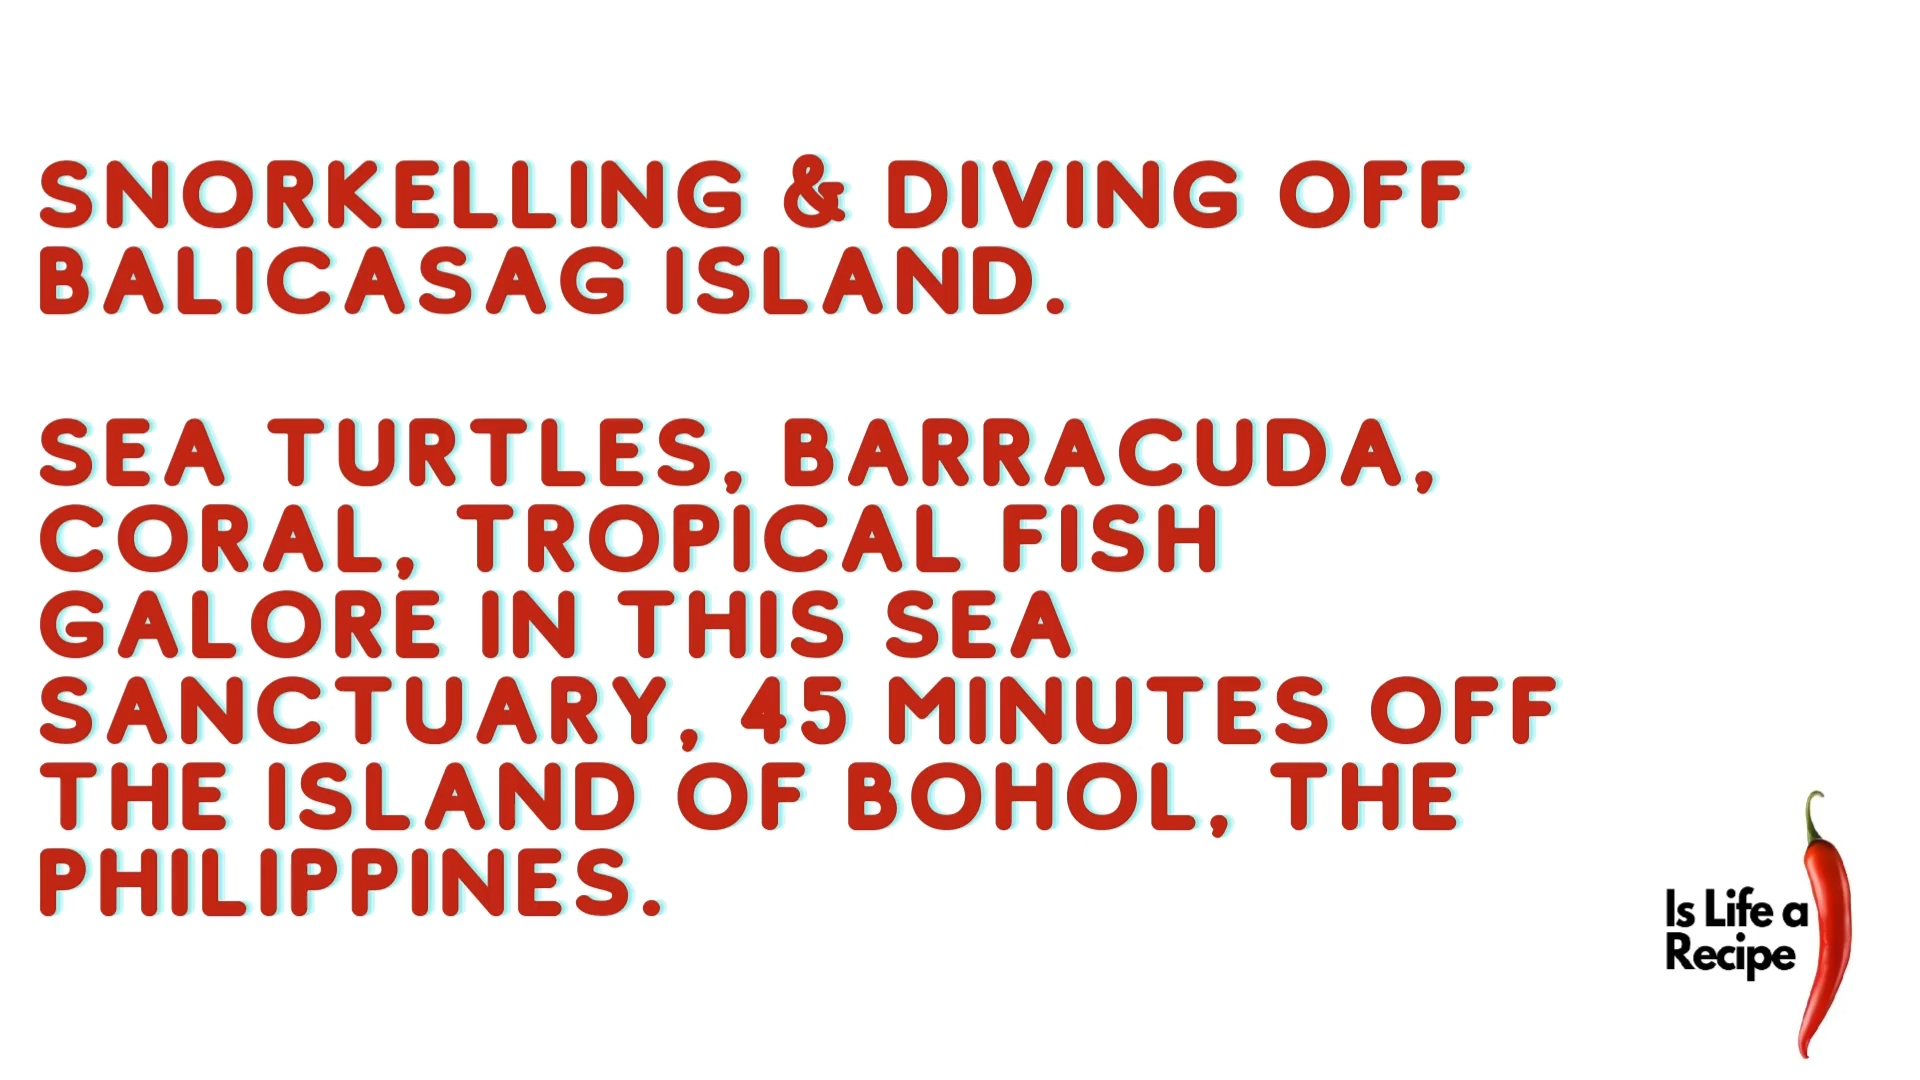 SNORKELLING & DIVING OFF
BALICASAG ISLAND.
SEA TURTLES, BARRACUDA,
CORAL, TROPICAL FISH
GALORE IN THIS SEA
SANCTUARY, 45 MINUTES OFF
THE ISLAND OF BOHOL, THE
PHILIPPINES.
Is Life a
Recipe